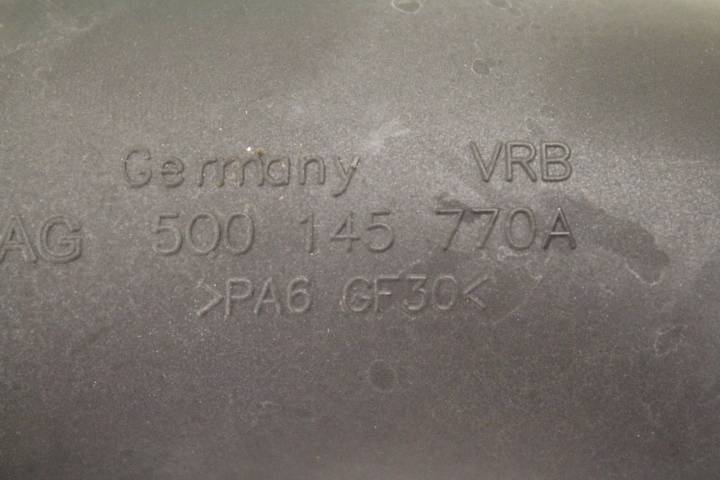 Germany VRB
AG 500 145 770A
>PA6 GF30<